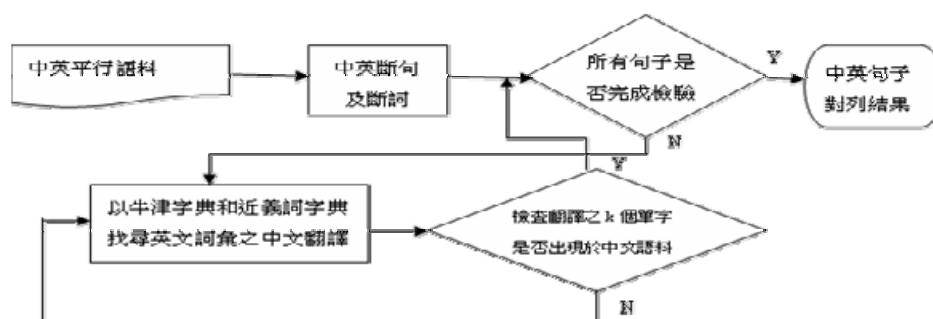 中英平行語料
中英斷句
及斷詞
所有句子是
否完成檢驗
Y
中英句子
對列結果
N
Y
以牛津字典和近義詞字典
找尋英文詞彙之中文翻譯
檢查翻譯之 k 個單字
是否出現於中文語料
N